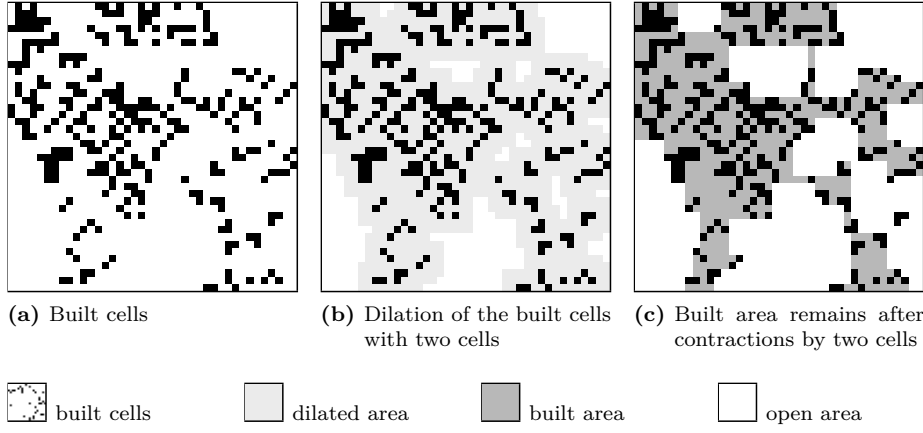 (a) Built cells
(b) Dilation of the built cells
with two cells
(c) Built area remains after
contractions by two cells
built cells
dilated area
built area
open area